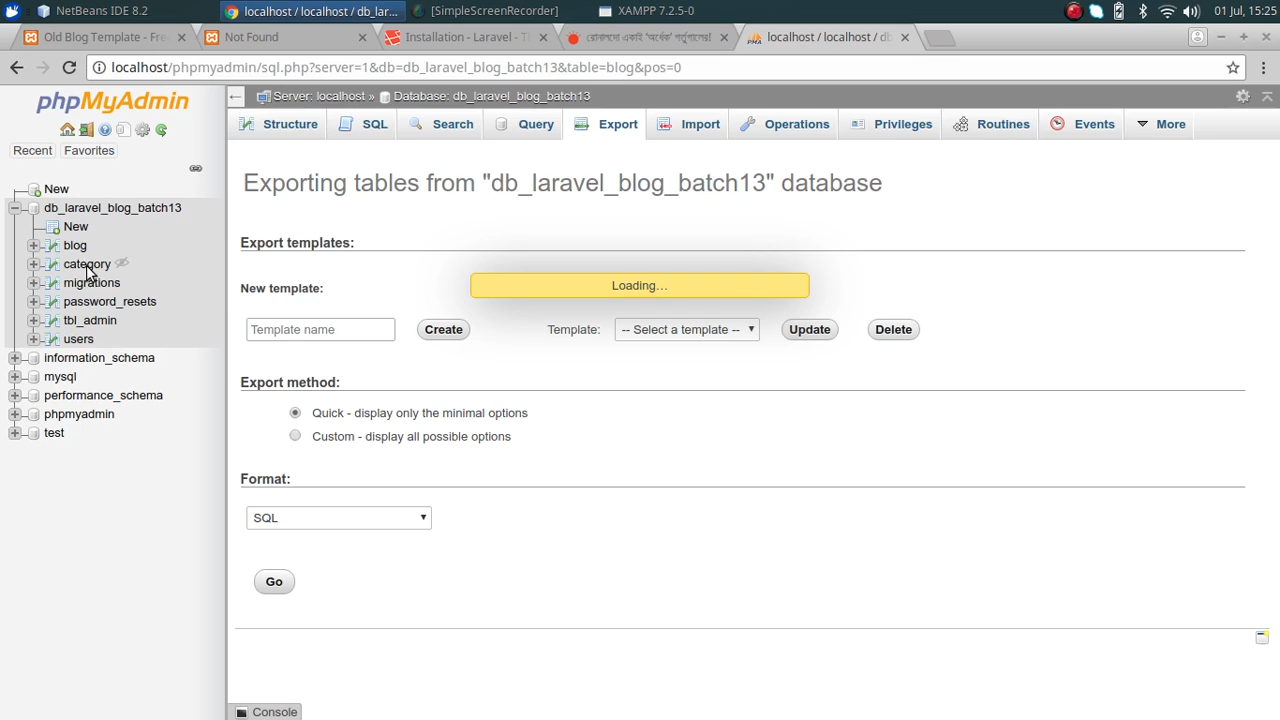 NetBeans IDE 8.2
localhost / localhost / db_lar...
[SimpleScreenRecorder]
XAMPP 7.2.5-0
01 Jul, 15:25
Old Blog Template - Fre
Not Found
Installation - Laravel - Th
রোনালদো একাই 'অর্ধেক' পর্তুগালের!
localhost / localhost / db
localhost/phpmyadmin/sql.php?server=1&db=db_laravel_blog_batch13&table=blog&pos=0
phpMyAdmin
Recent
Favorites
New
db_laravel_blog_batch13
New
blog
category
migrations
password_resets
tbl_admin
users
information_schema
mysql
performance_schema
phpmyadmin
test
Server: localhost » Database: db_laravel_blog_batch13
Structure
SQL
Search
Query
Export
Import
Operations
Privileges
Routines
Events
More
Exporting tables from "db_laravel_blog_batch13" database
Export templates:
Loading…
New template:
Template name
Create
Template:
-- Select a template --
Update
Delete
Export method:
Quick - display only the minimal options
Custom - display all possible options
Format:
SQL
Go
Console